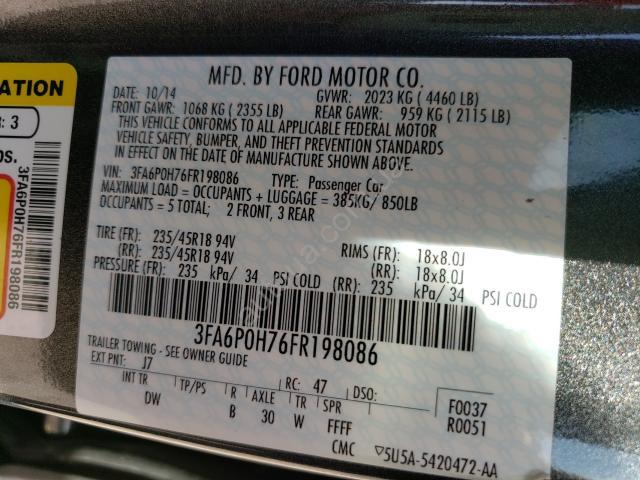 MFD. BY FORD MOTOR CO.
DATE: 10/14 GVWR: 2023 KG ( 4460 LB)
FRONT GAWR: 1068 KG ( 2355 LB) REAR GAWR: 959 KG ( 2115 LB)
THIS VEHICLE CONFORMS TO ALL APPLICABLE FEDERAL MOTOR
VEHICLE SAFETY, BUMPER, AND THEFT PREVENTION STANDARDS
IN EFFECT ON THE DATE OF MANUFACTURE SHOWN ABOVE.
VIN: 3FA6P0H76FR198086 TYPE: Passenger Car
MAXIMUM LOAD = OCCUPANTS + LUGGAGE = 385KG/ 850LB
OCCUPANTS = 5 TOTAL; 2 FRONT, 3 REAR
TIRE (FR): 235/45R18 94V RIMS (FR): 18x8.0J
(RR): 235/45R18 94V (RR): 18x8.0J
PRESSURE (FR): 235 kPa/ 34 PSI COLD (RR): 235 kPa/ 34 PSI COLD
3FA6P0H76FR198086
TRAILER TOWING - SEE OWNER GUIDE
EXT PNT: J7 RC: 47 DSO: F0037
INT TR TP/PS R AXLE TR SPR R0051
DW B 30 W FFFF
CMC 5U5A-5420472-AA
ATION
: 3
OS.
3FA6P0H76FR198086